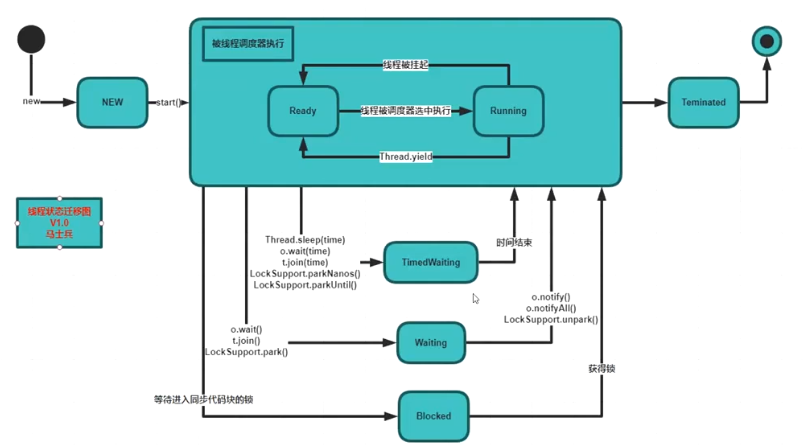 被线程调度器执行
线程被挂起
new
NEW
start()
Ready
线程被调度器选中执行
Running
Teminated
Thread.yield
线程状态迁移图
V1.0
马士兵
Thread.sleep(time)
o.wait(time)
t.join(time)
LockSupport.parkNanos()
LockSupport.parkUntil()
TimedWaiting
时间结束
o.notify()
o.notifyAll()
LockSupport.unpark()
o.wait()
t.join()
LockSupport.park()
Waiting
获得锁
等待进入同步代码块的锁
Blocked